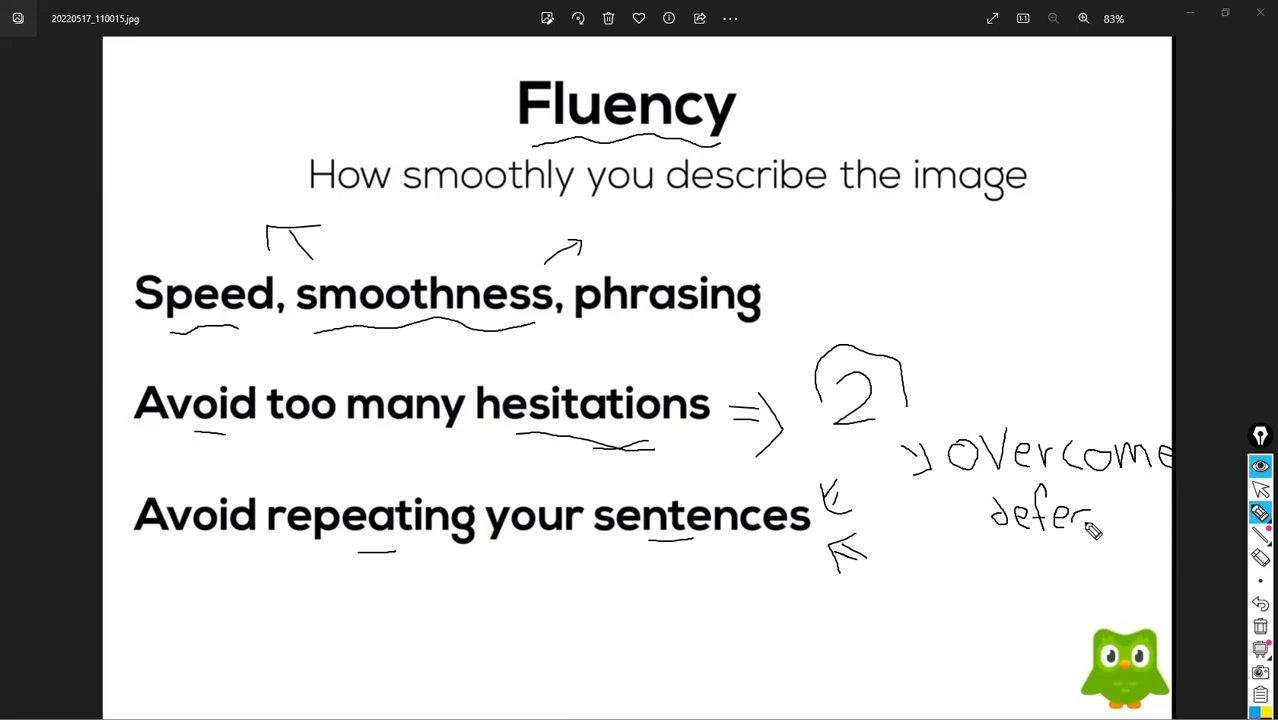 20220517_110015.jpg
83%
Fluency
How smoothly you describe the image
Speed, smoothness, phrasing
Avoid too many hesitations => 2
overcome
Avoid repeating your sentences
defer